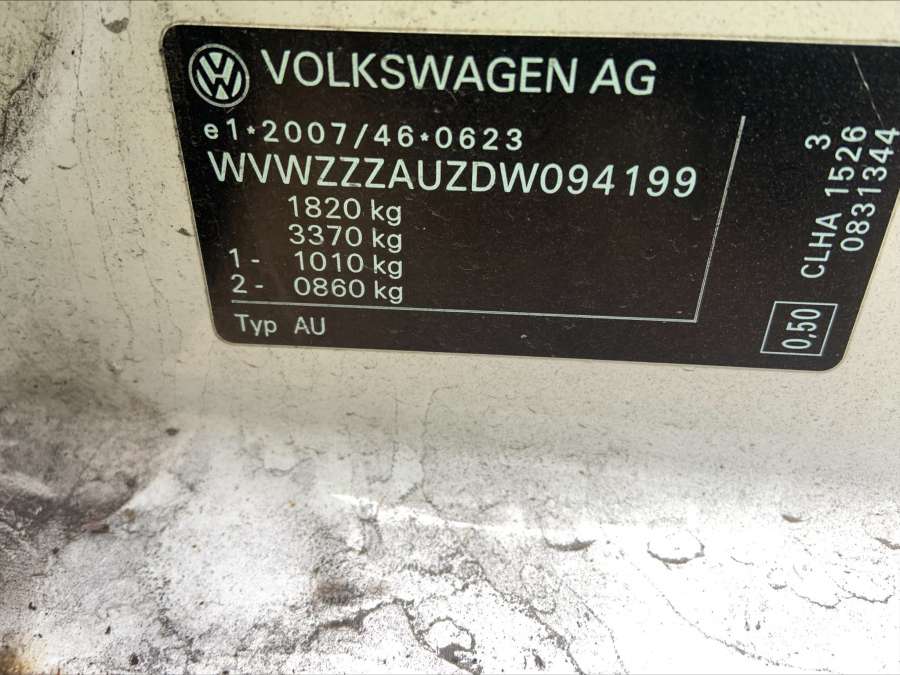 VOLKSWAGEN AG
e1*2007/46*0623
WVWZZZAUZDW094199
1820 kg
3370 kg
1- 1010 kg
2- 0860 kg
Typ AU
3
CLHA 1526
0831344
0,50